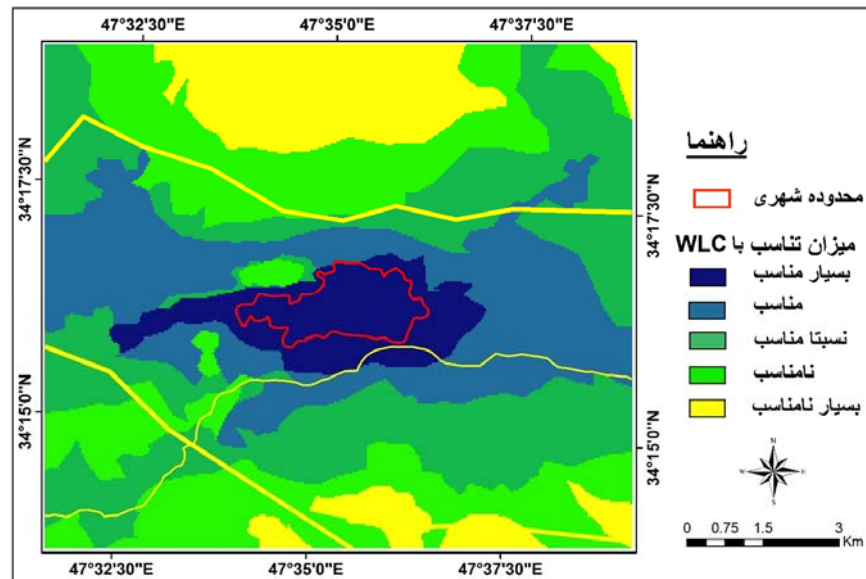 47°32'30"E 47°35'0"E 47°37'30"E
34°17'30"N
34°15'0"N
34°17'30"N
34°15'0"N
47°32'30"E 47°35'0"E 47°37'30"E
راهنما
محدوده شهری
میزان تناسب با WLC
بسیار مناسب
مناسب
نسبتا مناسب
نامناسب
بسیار نامناسب
N
W
S
0 0.75 1.5 3
Km